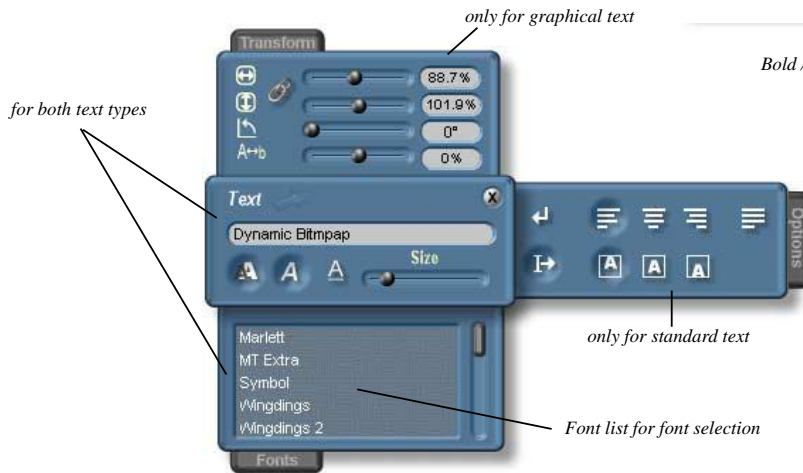 only for graphical text
Transform
Bold /
88.7%
for both text types
101.9%
0°
A↔b
0%
Text
X
Dynamic Bitmpap
Size
A A A
A A A
Options
only for standard text
Marlett
MT Extra
Symbol
Wingdings
Wingdings 2
Font list for font selection
Fonts